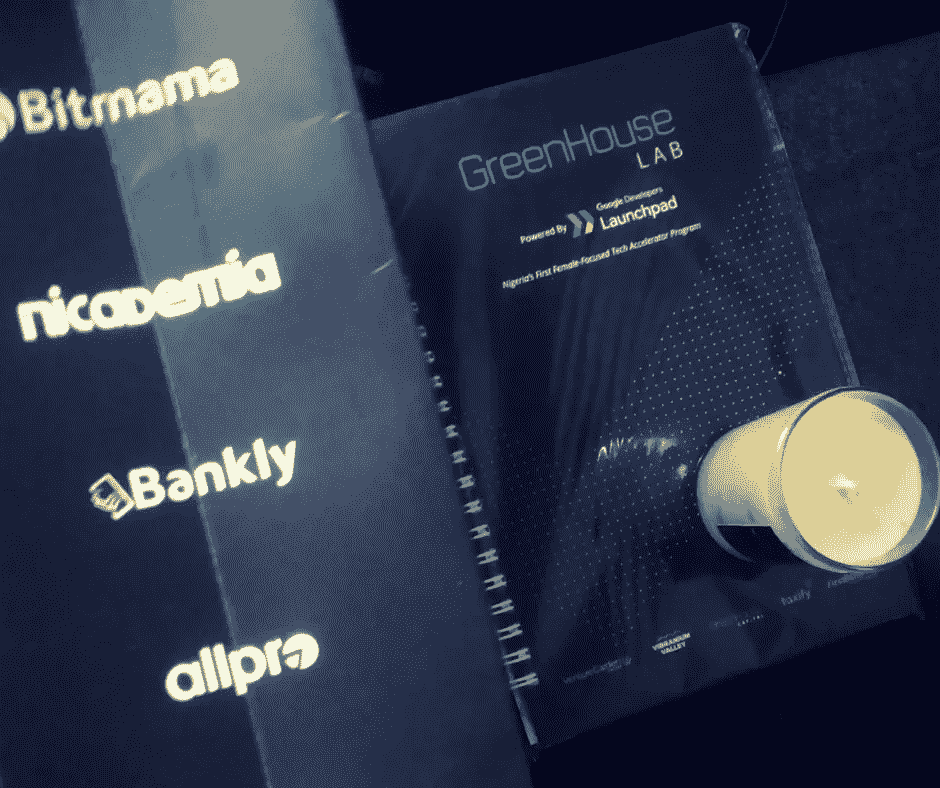 Bitmama
nicademia
Bankly
allpro
GreenHouse
LAB
Powered By
Google Developers
Launchpad
Nigeria's First Female-Focused Tech Accelerator Program
VIBRANIUM
VALLEY
CAPITAL
taxify